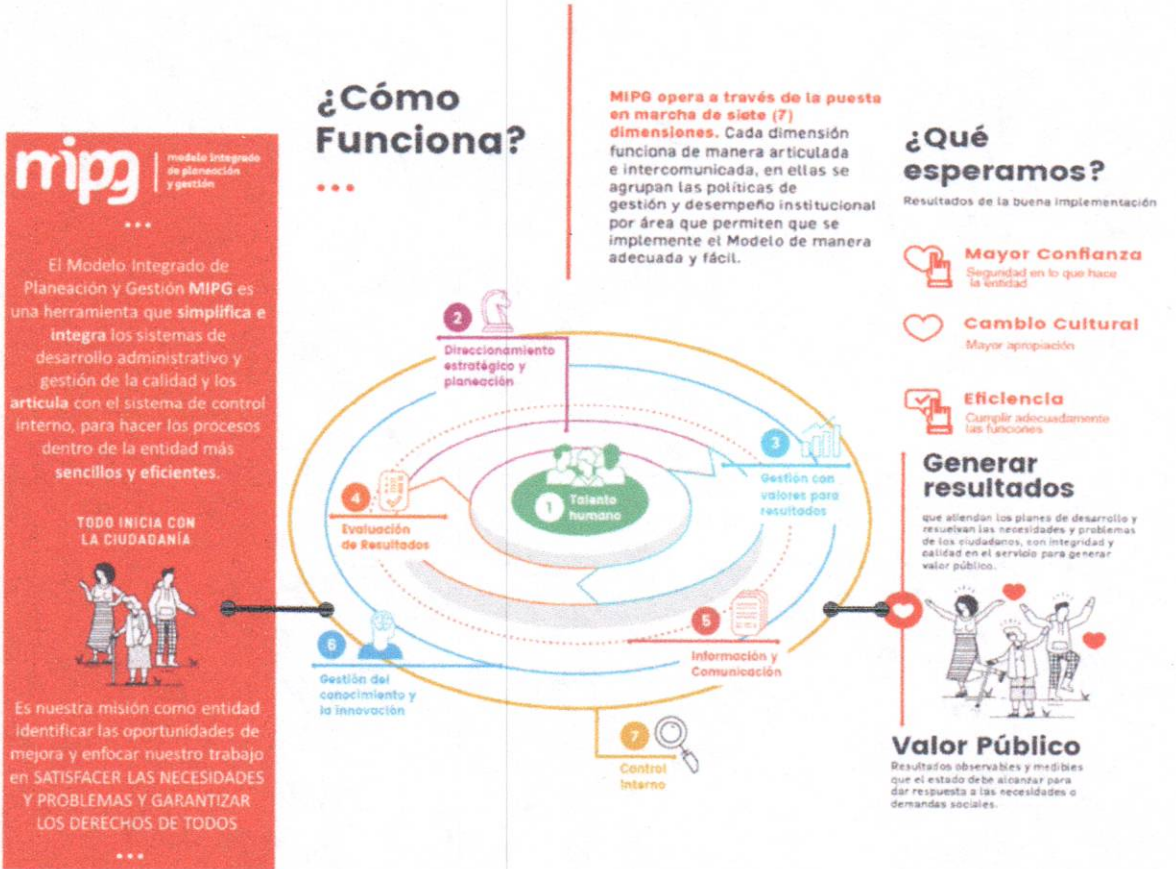 mipg
modelo integrado
de planeación
y gestión
El Modelo Integrado de
Planeación y Gestión MIPG es
una herramienta que simplifica e
integra los sistemas de
desarrollo administrativo y
gestión de la calidad y los
articula con el sistema de control
interno, para hacer los procesos
dentro de la entidad más
sencillos y eficientes.
TODO INICIA CON
LA CIUDADANÍA
Es nuestra misión como entidad
identificar las oportunidades de
mejora y enfocar nuestro trabajo
en SATISFACER LAS NECESIDADES
Y PROBLEMAS Y GARANTIZAR
LOS DERECHOS DE TODOS
¿Cómo
Funciona?
MIPG opera a través de la puesta
en marcha de siete (7)
dimensiones. Cada dimensión
funciona de manera articulada
e intercomunicada, en ellas se
agrupan las políticas de
gestión y desempeño institucional
por área que permiten que se
implemente el Modelo de manera
adecuada y fácil.
2
Direccionamiento
estratégico y
planeación
3
Gestión con
valores para
resultados
4
Evaluación
de Resultados
1
Talento
humano
5
Información y
Comunicación
6
Gestión del
conocimiento y
la innovación
7
Control
Interno
¿Qué
esperamos?
Resultados de la buena implementación
Mayor Confianza
Seguridad en lo que hace
la entidad
Cambio Cultural
Mayor apropiación
Eficiencia
Cumplir adecuadamente
las funciones
Generar
resultados
que atiendan los planes de desarrollo y
resuelvan las necesidades y problemas
de los ciudadanos, con integridad y
calidad en el servicio para generar
valor público.
Valor Público
Resultados observables y medibles
que el estado debe alcanzar para
dar respuesta a las necesidades o
demandas sociales.